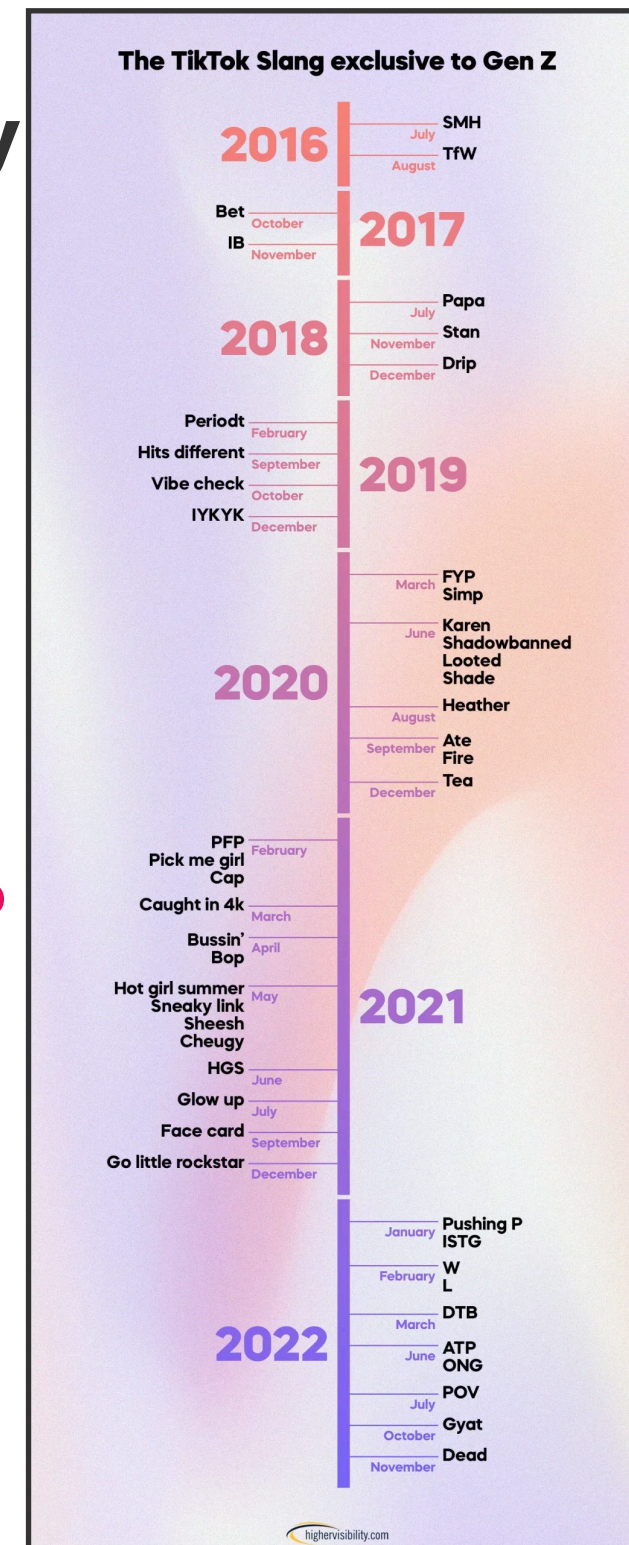 The TikTok Slang exclusive to Gen Z
2016
SMH
July
TfW
August
2017
Bet
October
IB
November
2018
Papa
July
Stan
November
Drip
December
2019
Periodt
February
Hits different
September
Vibe check
October
IYKYK
December
2020
FYP
March
Simp
Karen
June
Shadowbanned
Looted
Shade
Heather
August
Ate
September
Fire
Tea
December
2021
PFP
February
Pick me girl
Cap
Caught in 4k
March
Bussin’
April
Bop
Hot girl summer
May
Sneaky link
Sheesh
Cheugy
HGS
June
Glow up
July
Face card
September
Go little rockstar
December
2022
Pushing P
January
ISTG
W
February
L
DTB
March
ATP
June
ONG
POV
July
Gyat
October
Dead
November
highervisibility.com